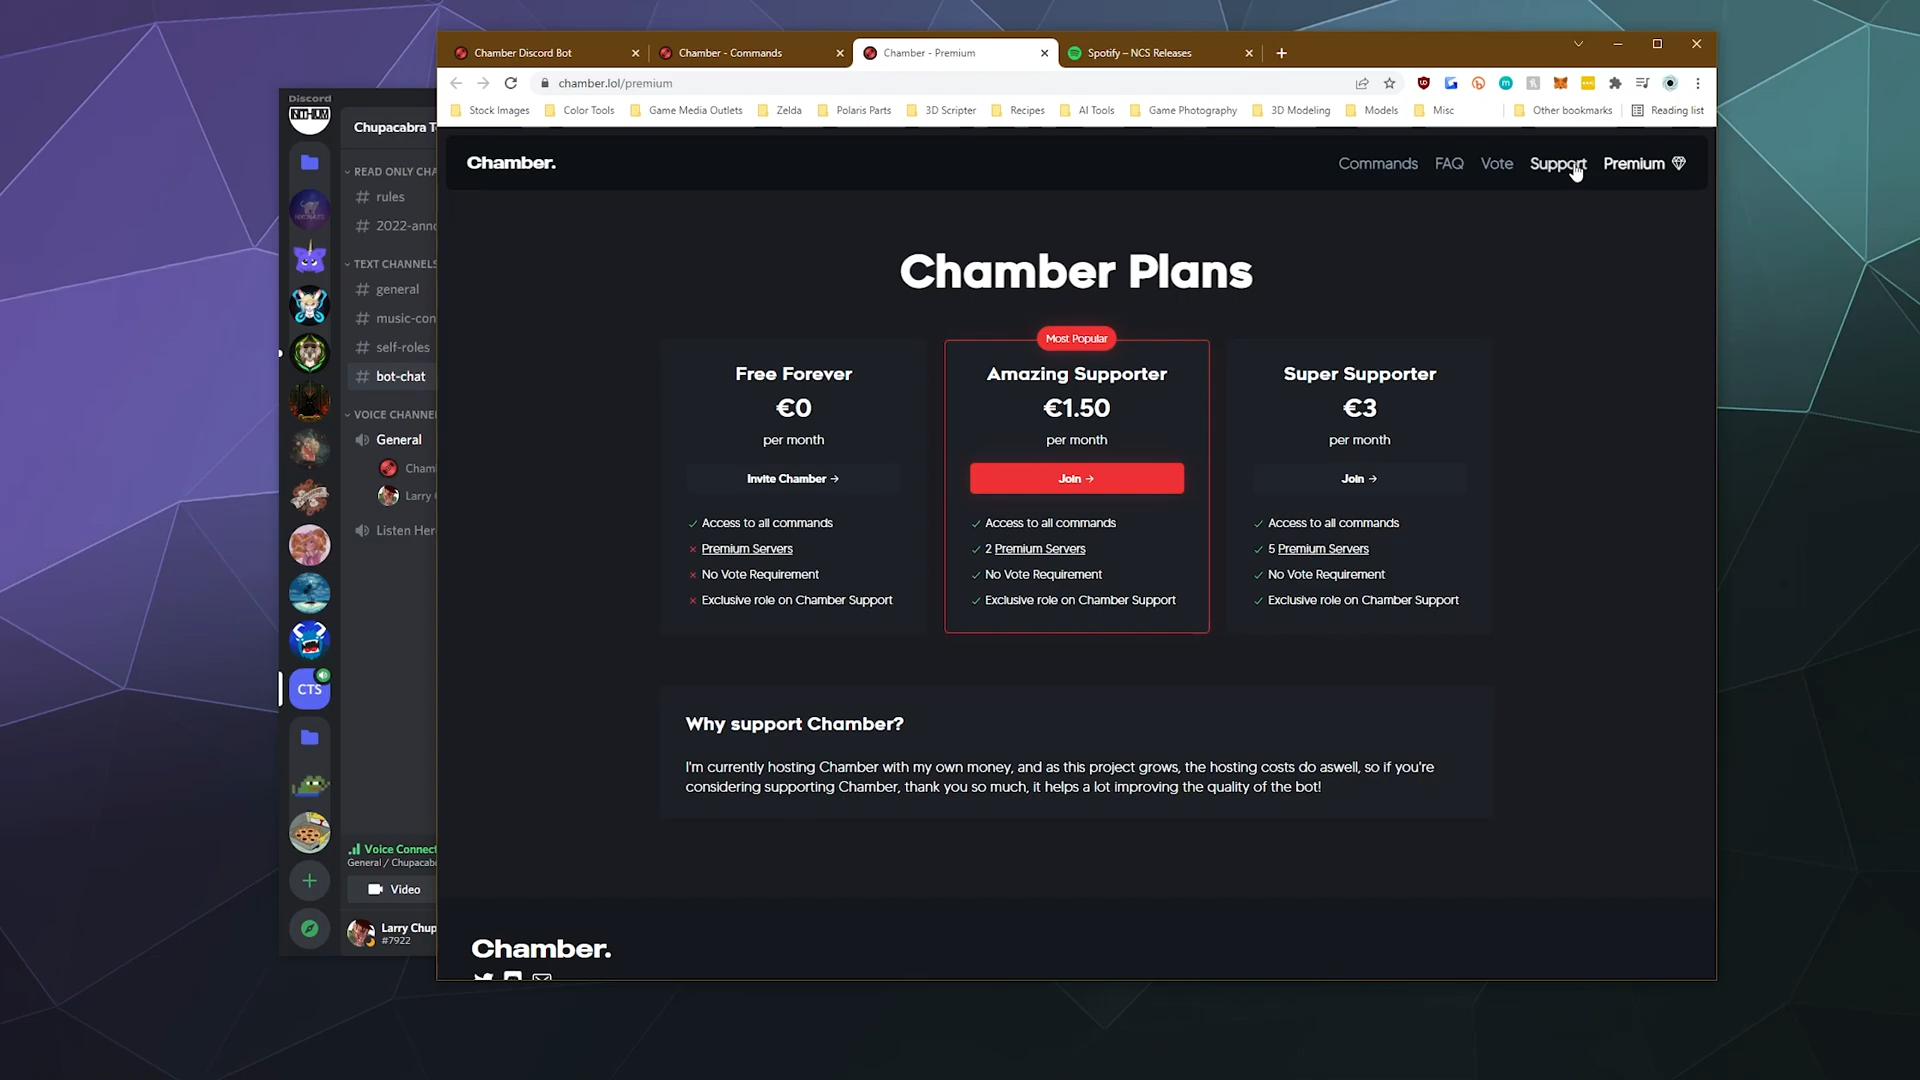 Chamber Discord Bot
Chamber - Commands
Chamber - Premium
Spotify – NCS Releases
chamber.lol/premium
Stock Images
Color Tools
Game Media Outlets
Zelda
Polaris Parts
3D Scripter
Recipes
AI Tools
Game Photography
3D Modeling
Models
Misc
Other bookmarks
Reading list
Discord
Chupacabra T
READ ONLY CHA
# rules
# 2022-anno
TEXT CHANNELS
# general
# music-con
# self-roles
# bot-chat
VOICE CHANNE
General
Cham
Larry
Listen Her
CTS
Voice Connect
General / Chupacab
Video
Larry Chup
#7922
Chamber.
Commands
FAQ
Vote
Support
Premium
Chamber Plans
Free Forever
€0
per month
Invite Chamber →
Access to all commands
Premium Servers
No Vote Requirement
Exclusive role on Chamber Support
Most Popular
Amazing Supporter
€1.50
per month
Join →
Access to all commands
2 Premium Servers
No Vote Requirement
Exclusive role on Chamber Support
Super Supporter
€3
per month
Join →
Access to all commands
5 Premium Servers
No Vote Requirement
Exclusive role on Chamber Support
Why support Chamber?
I'm currently hosting Chamber with my own money, and as this project grows, the hosting costs do aswell, so if you're
considering supporting Chamber, thank you so much, it helps a lot improving the quality of the bot!
Chamber.